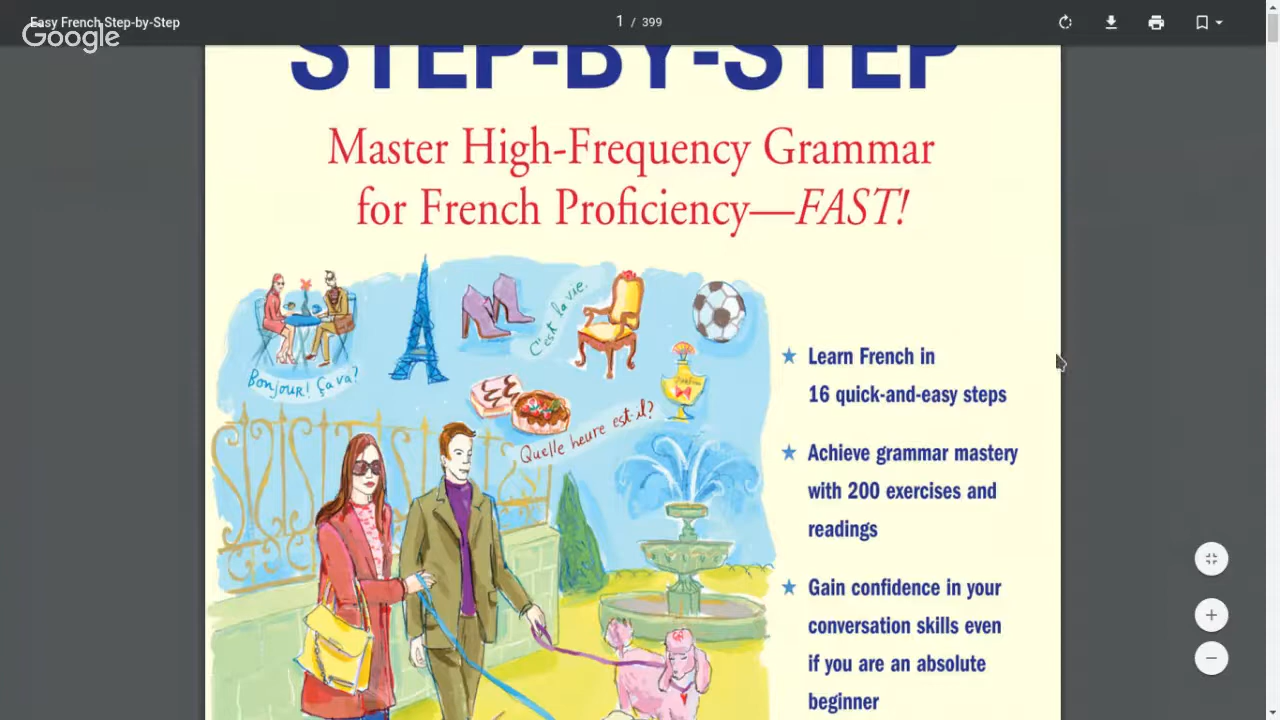 Easy French Step-by-Step
1 / 399
Google
STEP-BY-STEP
Master High-Frequency Grammar
for French Proficiency—FAST!
C'est la vie.
Bonjour! Ça va?
Parfum
Quelle heure est-il?
★ Learn French in
16 quick-and-easy steps
★ Achieve grammar mastery
with 200 exercises and
readings
★ Gain confidence in your
conversation skills even
if you are an absolute
beginner